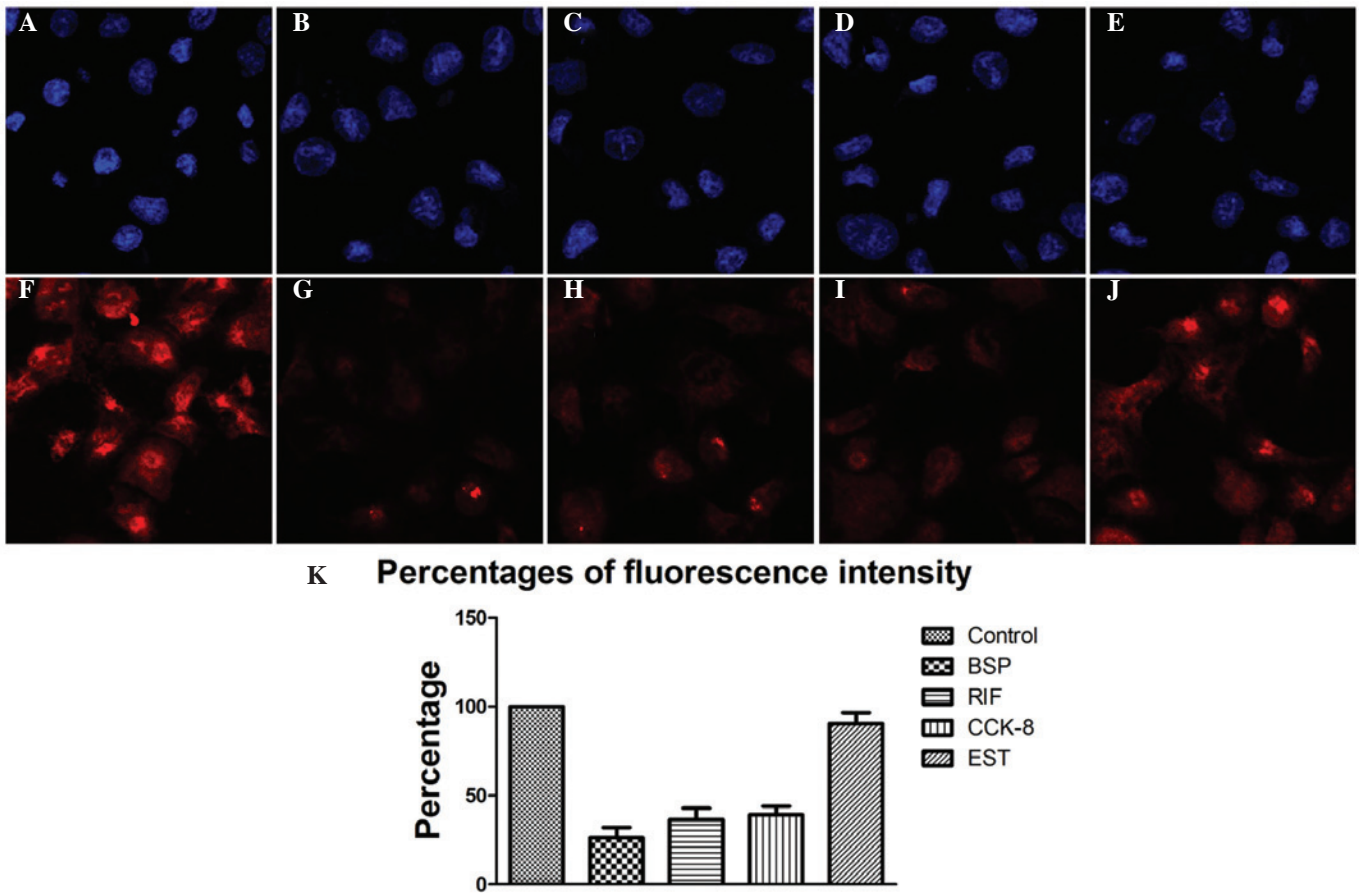 A B C D E
F G H I J
K Percentages of fluorescence intensity
Percentage
150
100
50
0
Control
BSP
RIF
CCK-8
EST